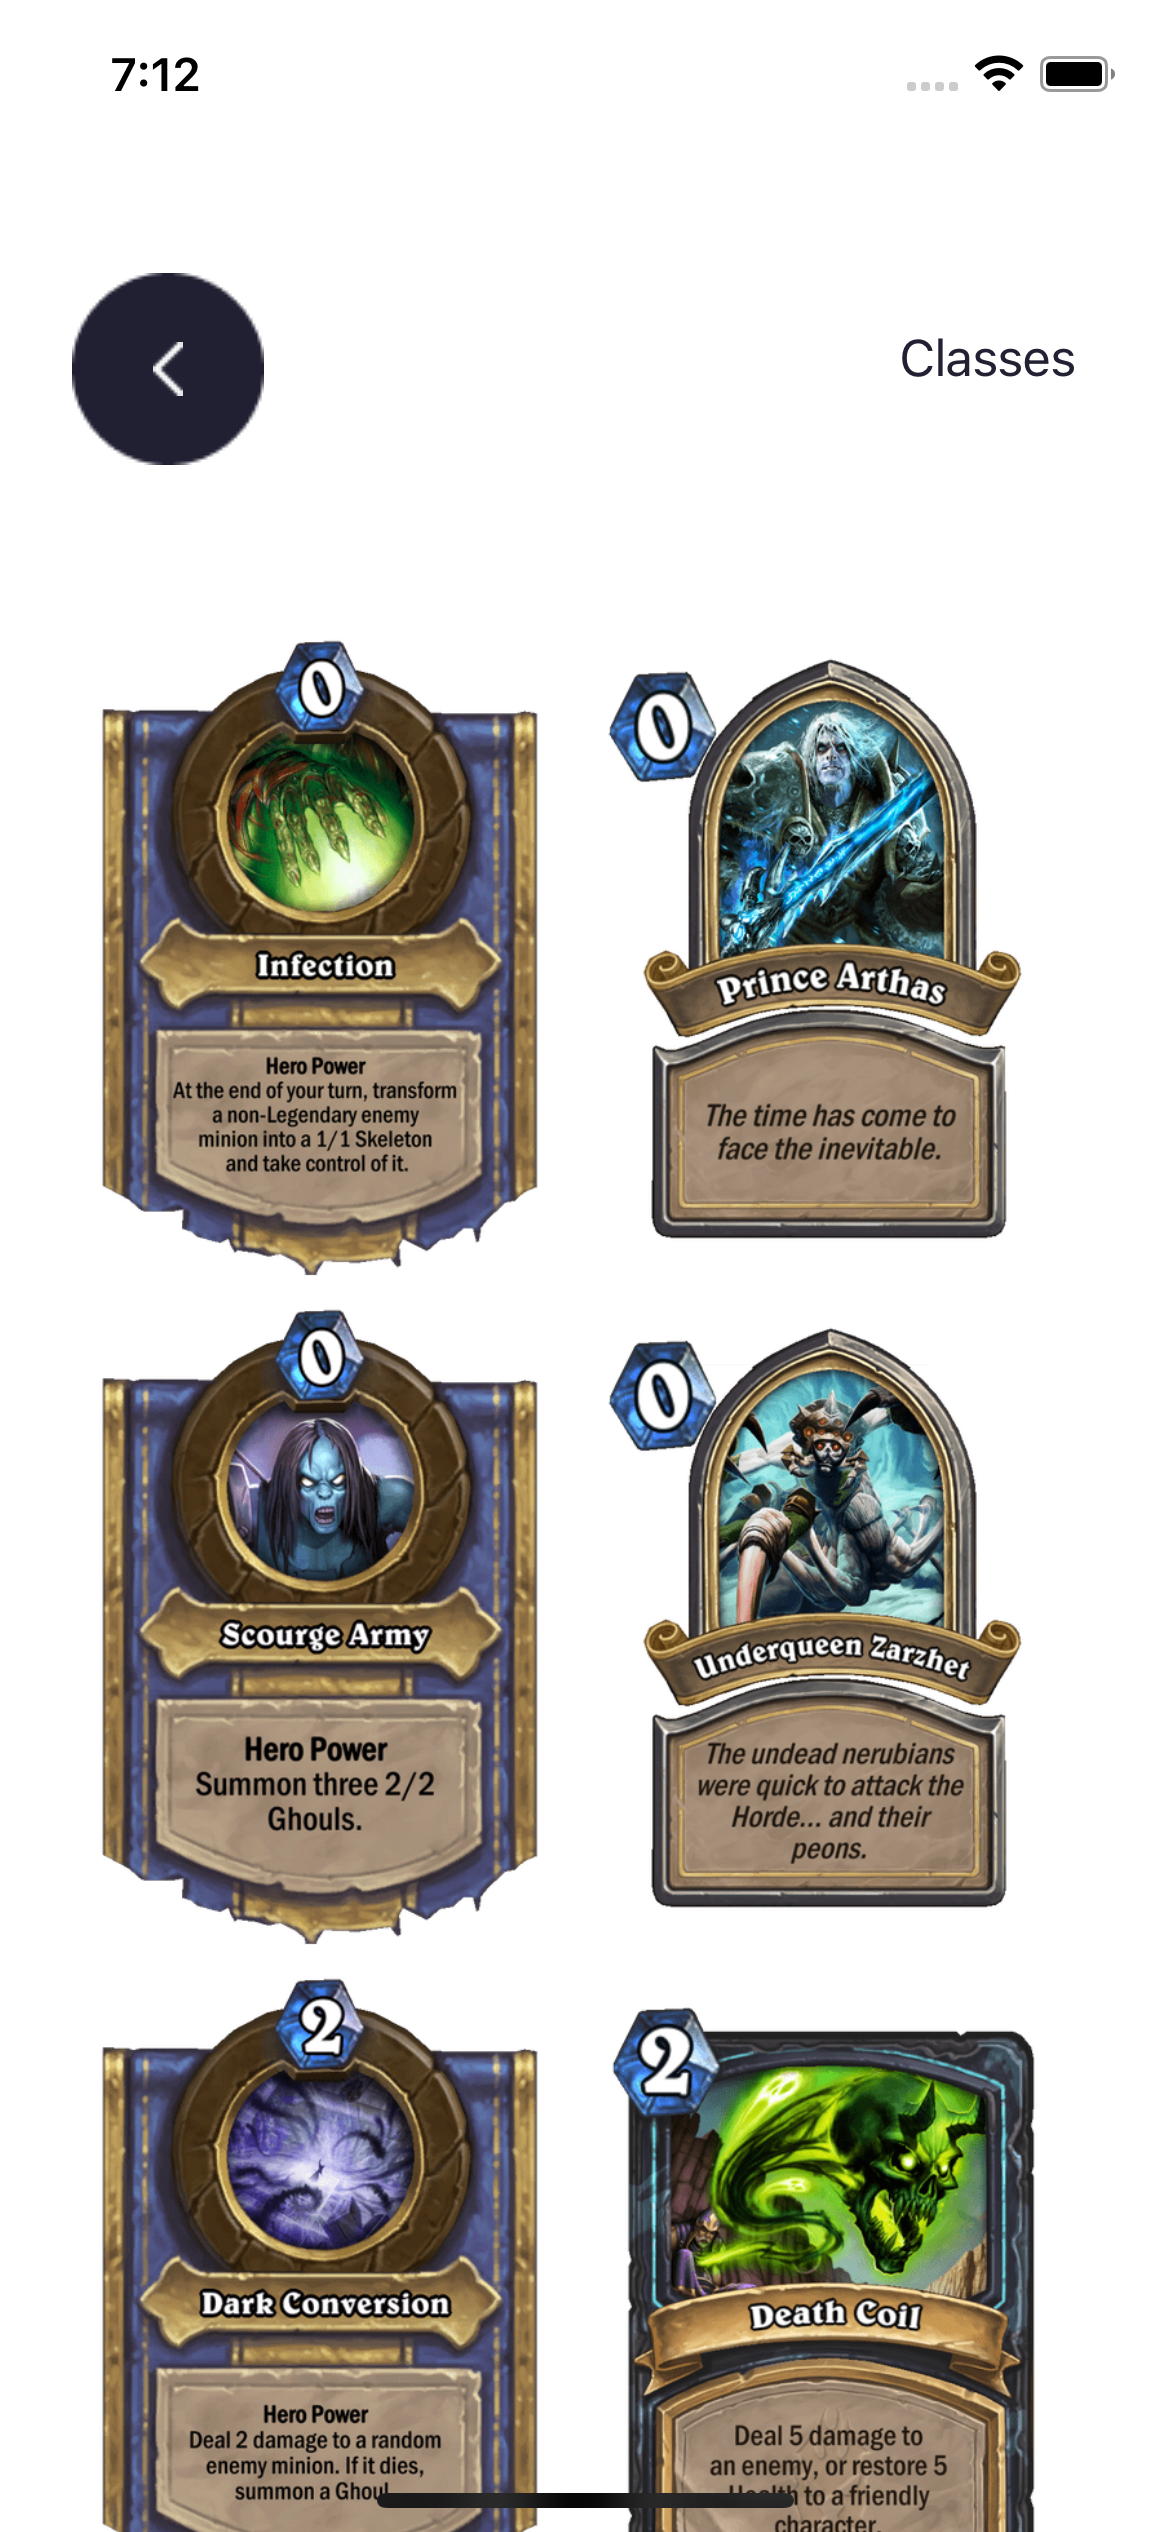 7:12
Classes
0
Infection
Hero Power
At the end of your turn, transform
a non-Legendary enemy
minion into a 1/1 Skeleton
and take control of it.
0
Prince Arthas
The time has come to
face the inevitable.
0
Scourge Army
Hero Power
Summon three 2/2
Ghouls.
0
Underqueen Zarzhet
The undead nerubians
were quick to attack the
Horde... and their
peons.
2
Dark Conversion
Hero Power
Deal 2 damage to a random
enemy minion. If it dies,
summon a Ghoul
2
Death Coil
Deal 5 damage to
an enemy, or restore 5
Health to a friendly
character.